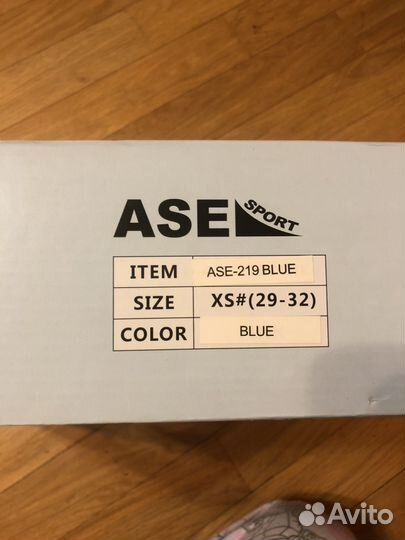 ASE SPORT
ITEM ASE-219 BLUE
SIZE XS#(29-32)
COLOR BLUE
Avito